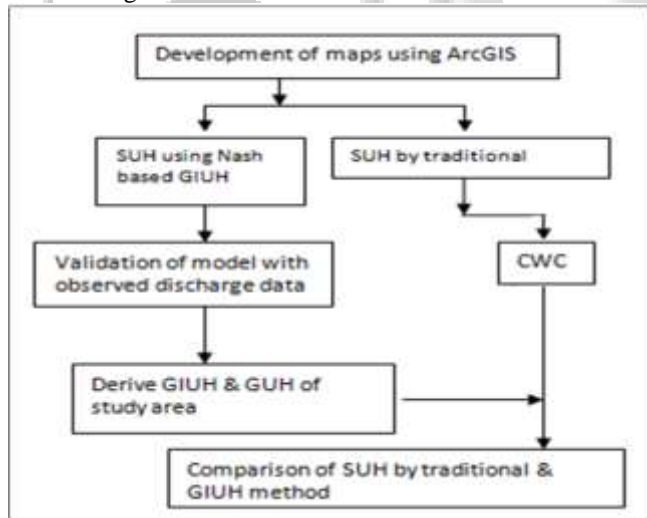 Development of maps using ArcGIS
SUH using Nash
based GIUH
SUH by traditional
Validation of model with
observed discharge data
CWC
Derive GIUH & GUH of
study area
Comparison of SUH by traditional &
GIUH method